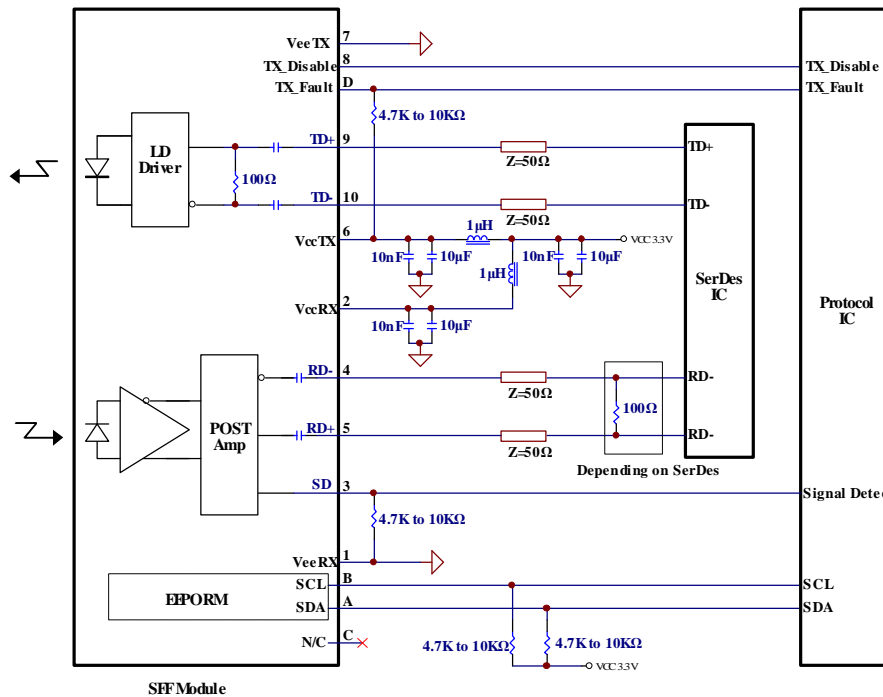 VeeTX 7
TX_Disable 8 TX_Disable
TX_Fault D TX_Fault
4.7K to 10KΩ
LD
Driver
100Ω
TD+ 9 TD+
Z=50Ω
TD- 10 TD-
Z=50Ω
VccTX 6
1μH
VCC3.3V
10nF 10μF
1μH
10nF 10μF
SerDes
IC
Protocol
IC
VccRX 2
10nF 10μF
RD- 4 RD-
Z=50Ω
100Ω
POST
Amp
RD+ 5 RD-
Z=50Ω
Depending on SerDes
SD 3 Signal Detec
4.7K to 10KΩ
VeeRX 1
EEPORM
SCL B SCL
SDA A SDA
N/C C
4.7K to 10KΩ 4.7K to 10KΩ
VCC3.3V
SFF Module